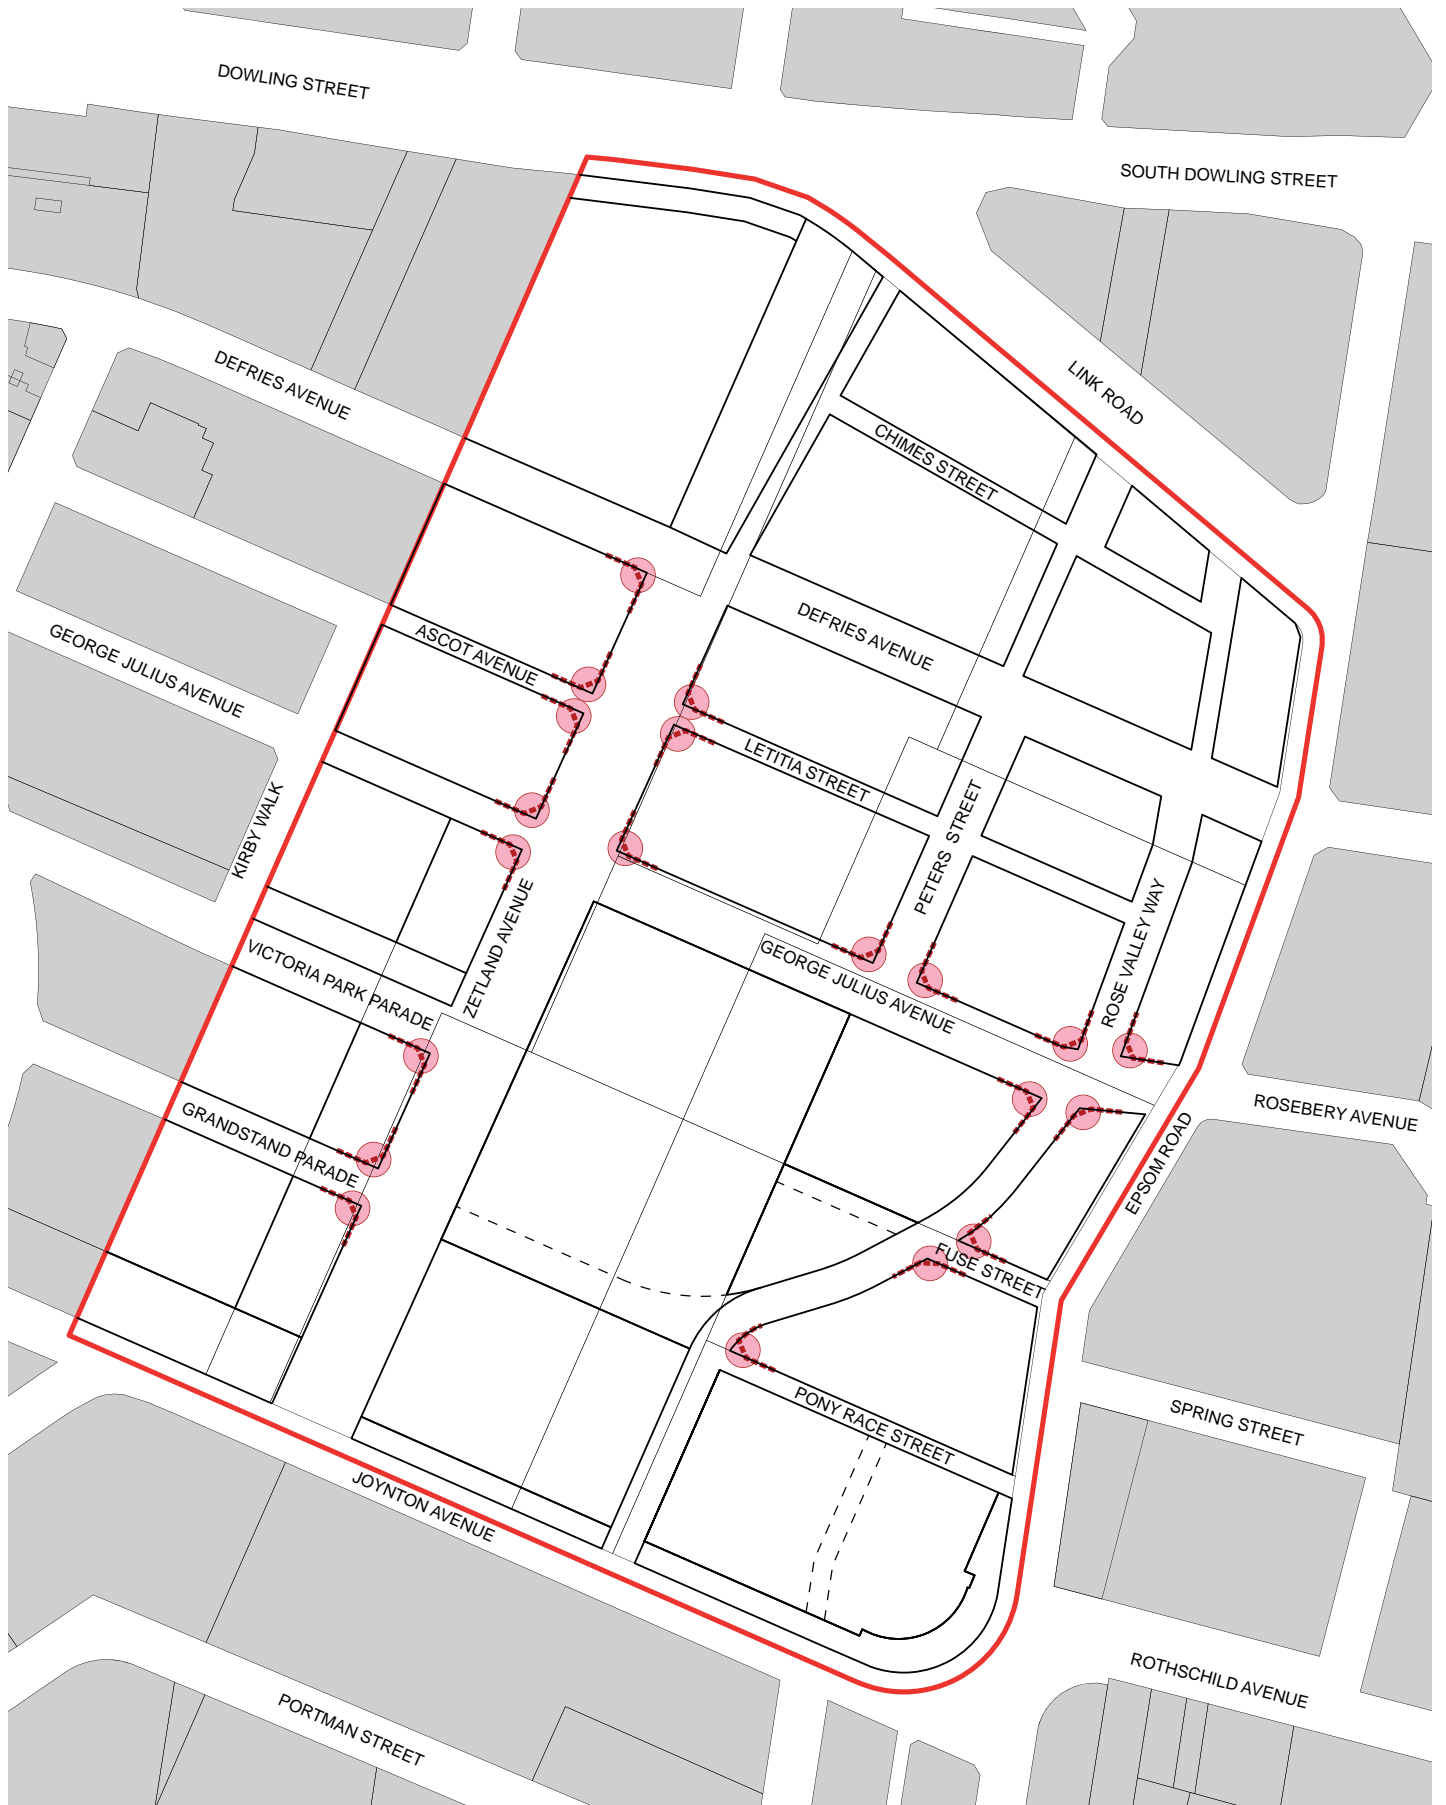 DOWLING STREET
SOUTH DOWLING STREET
DEFRIES AVENUE
LINK ROAD
CHIMES STREET
DEFRIES AVENUE
ASCOT AVENUE
GEORGE JULIUS AVENUE
LETITIA STREET
KIRBY WALK
PETERS STREET
ZETLAND AVENUE
ROSE VALLEY WAY
VICTORIA PARK PARADE
GEORGE JULIUS AVENUE
GRANDSTAND PARADE
ROSEBERY AVENUE
EPSOM ROAD
FUSE STREET
PONY RACE STREET
SPRING STREET
JOYNTON AVENUE
ROTHSCHILD AVENUE
PORTMAN STREET